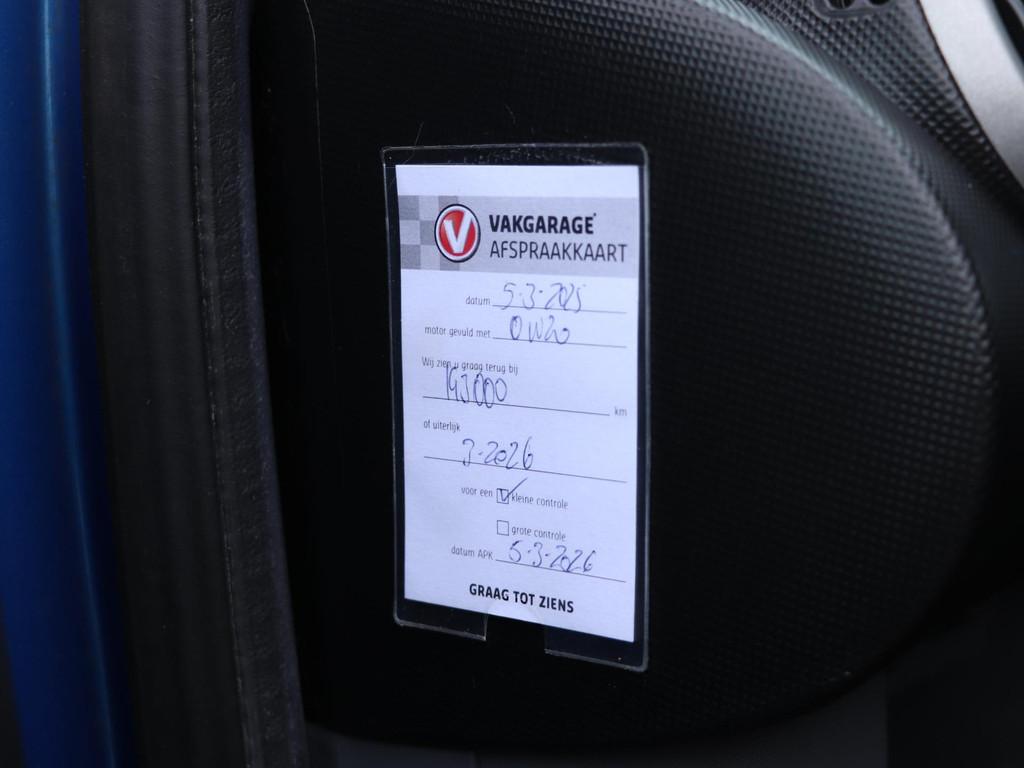 V
VAKGARAGE
AFSPRAAKKAART
datum 5-3-2025
motor gevuld met 0W20
Wij zien u graag terug bij
km
of uiterlijk
3-2026
voor een kleine controle
grote controle
datum APK 5-3-2026
GRAAG TOT ZIENS